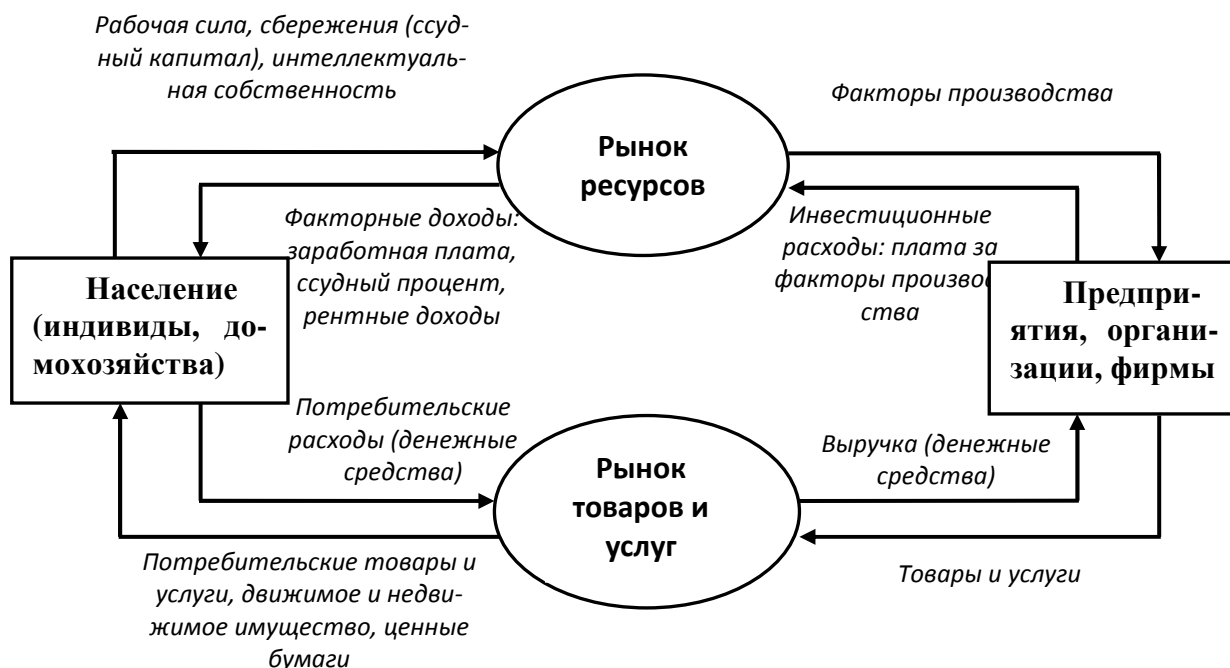 Рабочая сила, сбережения (ссуд-
ный капитал), интеллектуаль-
ная собственность
Факторы производства
Рынок
ресурсов
Факторные доходы:
заработная плата,
ссудный процент,
рентные доходы
Инвестиционные
расходы: плата за
факторы произво
ства
Население
(индивиды, до-
мохозяйства)
Предпри-
ятия, органи-
зации, фирмы
Потребительские
расходы (денежные
средства)
Рынок
товаров и
услуг
Выручка (денежные
средства)
Потребительские товары и
услуги, движимое и недви-
жимое имущество, ценные
бумаги
Товары и услуги